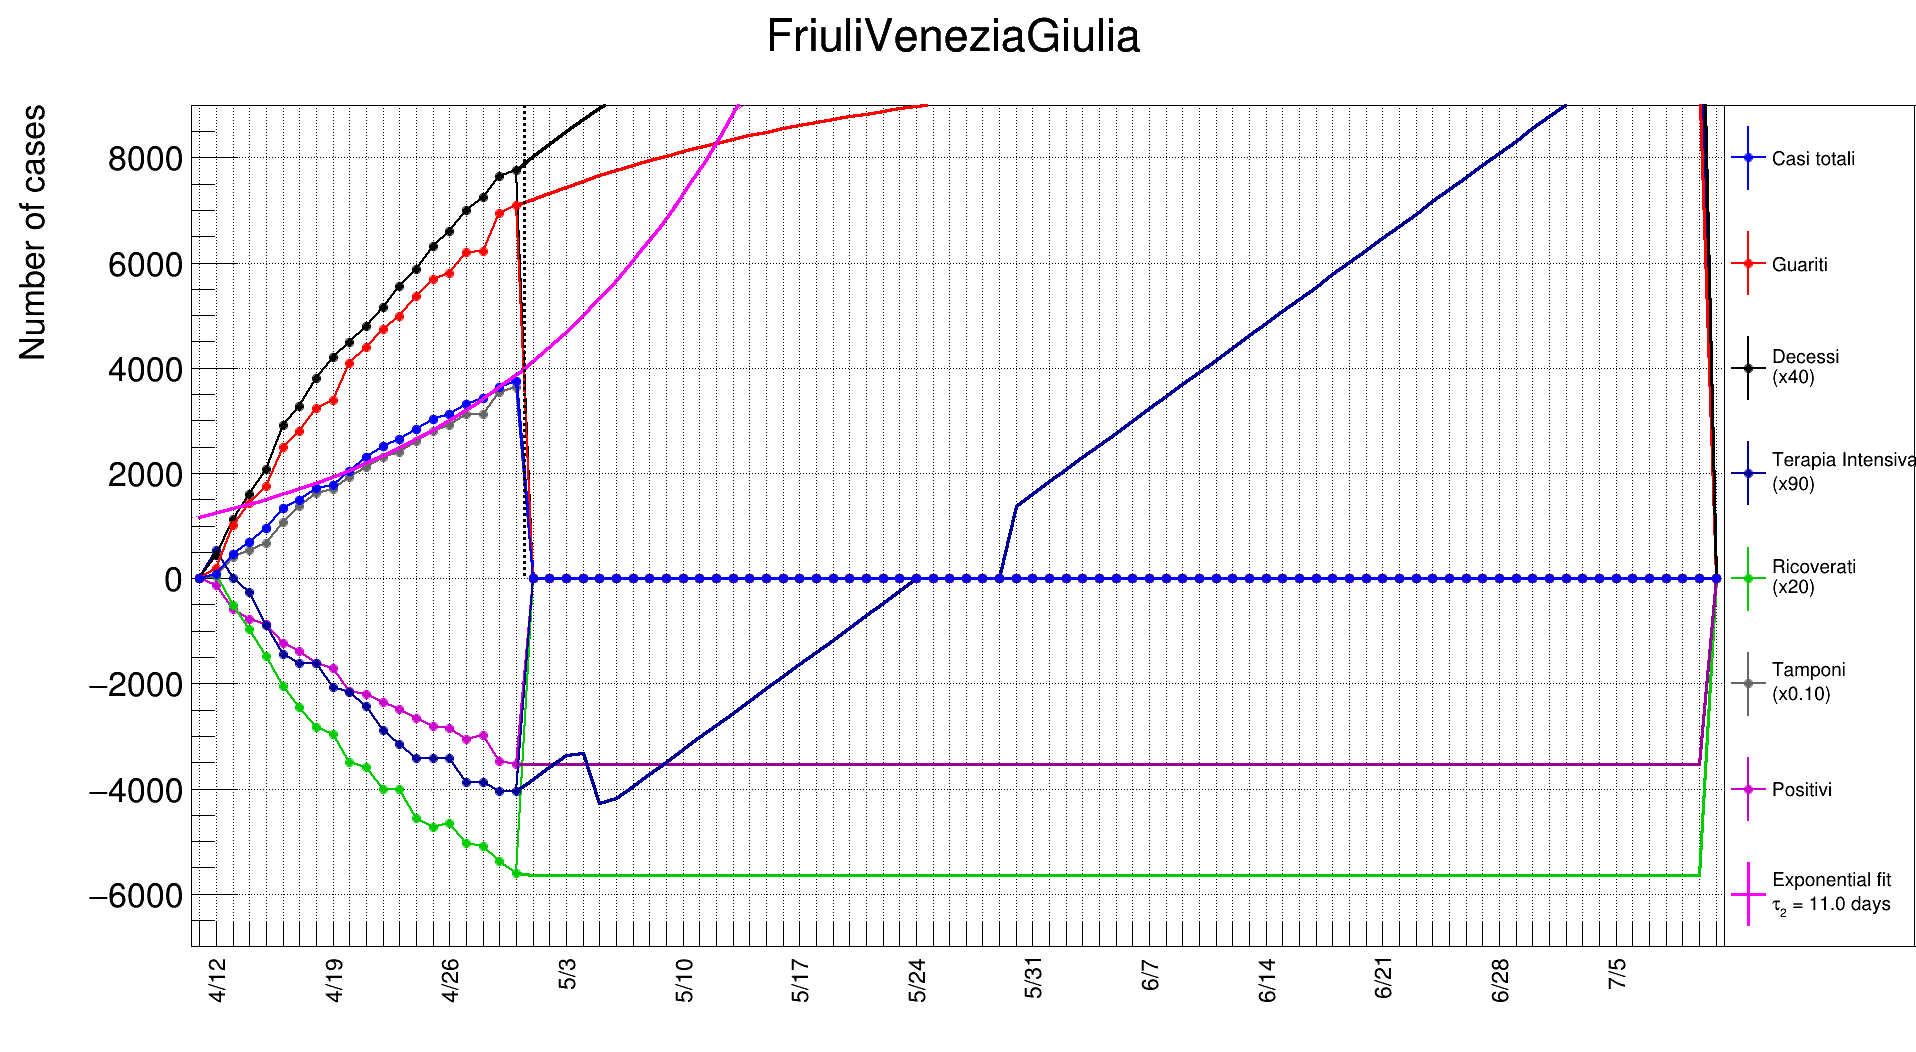 FriuliVeneziaGiulia
Number of cases
8000
6000
4000
2000
0
−2000
−4000
−6000
4/12
4/19
4/26
5/3
5/10
5/17
5/24
5/31
6/7
6/14
6/21
6/28
7/5
Casi totali
Guariti
Decessi
(x40)
Terapia Intensiva
(x90)
Ricoverati
(x20)
Tamponi
(x0.10)
Positivi
Exponential fit
τ2 = 11.0 days